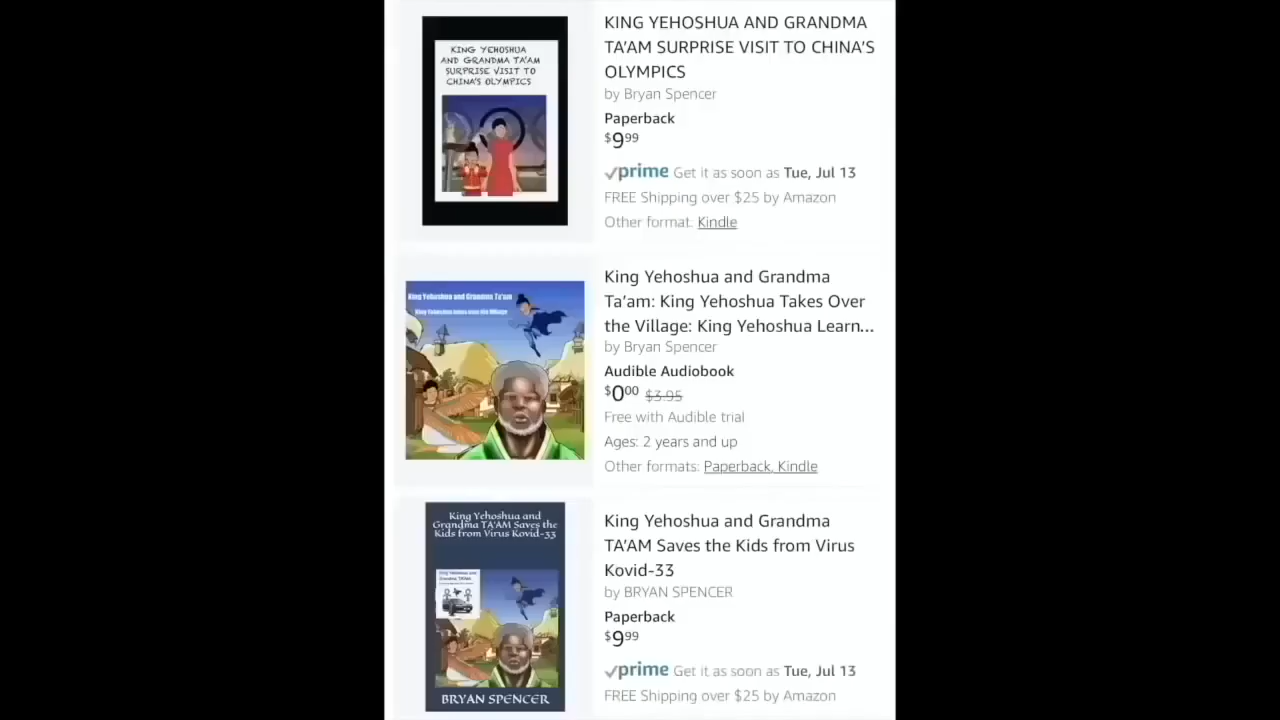 KING YEHOSHUA
AND GRANDMA TA'AM
SURPRISE VISIT TO
CHINA'S OLYMPICS
KING YEHOSHUA AND GRANDMA
TA'AM SURPRISE VISIT TO CHINA'S
OLYMPICS
by Bryan Spencer
Paperback
$9.99
prime Get it as soon as Tue, Jul 13
FREE Shipping over $25 by Amazon
Other format: Kindle
King Yehoshua and Grandma Ta'am
King Yehoshua takes over the Village
King Yehoshua and Grandma
Ta'am: King Yehoshua Takes Over
the Village: King Yehoshua Learn...
by Bryan Spencer
Audible Audiobook
$0.00 $3.95
Free with Audible trial
Ages: 2 years and up
Other formats: Paperback, Kindle
King Yehoshua and
Grandma TA'AM Saves the
Kids from Virus Kovid-33
BRYAN SPENCER
King Yehoshua and Grandma
TA'AM Saves the Kids from Virus
Kovid-33
by BRYAN SPENCER
Paperback
$9.99
prime Get it as soon as Tue, Jul 13
FREE Shipping over $25 by Amazon